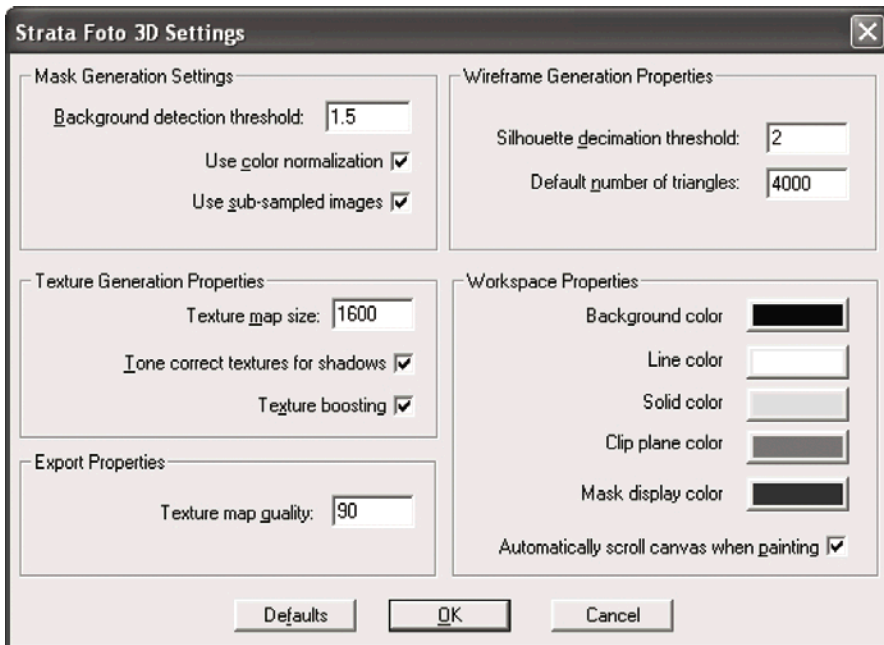 Strata Foto 3D Settings
Mask Generation Settings
Background detection threshold: 1.5
Use color normalization
Use sub-sampled images
Wireframe Generation Properties
Silhouette decimation threshold: 2
Default number of triangles: 4000
Texture Generation Properties
Texture map size: 1600
Tone correct textures for shadows
Texture boosting
Workspace Properties
Background color
Line color
Solid color
Clip plane color
Mask display color
Automatically scroll canvas when painting
Export Properties
Texture map quality: 90
Defaults
OK
Cancel